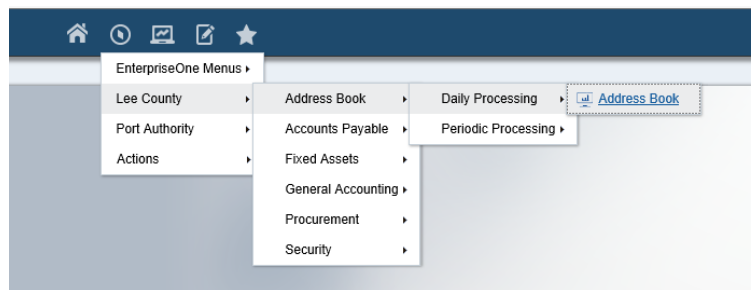 EnterpriseOne Menus
Lee County
Port Authority
Actions
Address Book
Accounts Payable
Fixed Assets
General Accounting
Procurement
Security
Daily Processing
Periodic Processing
Address Book